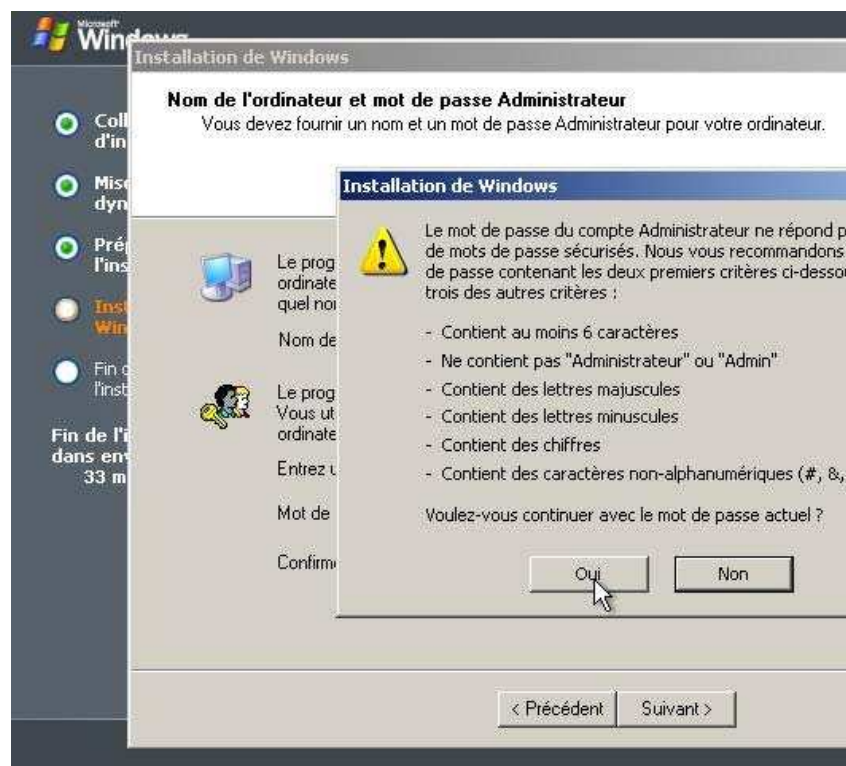 Microsoft
Windows
Installation de Windows
Nom de l'ordinateur et mot de passe Administrateur
Vous devez fournir un nom et un mot de passe Administrateur pour votre ordinateur.
Installation de Windows
Le mot de passe du compte Administrateur ne répond
de mots de passe sécurisés. Nous vous recommandons
de passe contenant les deux premiers critères
trois des autres critères :
- Contient au moins 6 caractères
- Ne contient pas "Administrateur" ou "Admin"
- Contient des lettres majuscules
- Contient des lettres minuscules
- Contient des chiffres
- Contient des caractères non-alphanumériques (#, &,
Voulez-vous continuer avec le mot de passe actuel ?
Oui
Non
Le prog
ordinate
quel
Nom de
Le prog
Vous ut
ordinate
Entrez
Mot de
Confirm
< Précédent
Suivant >
Coll
d'in
Mise
dyn
Prép
l'ins
Inst
Win
Fin
l'inst
Fin de l'i
dans env
33 m